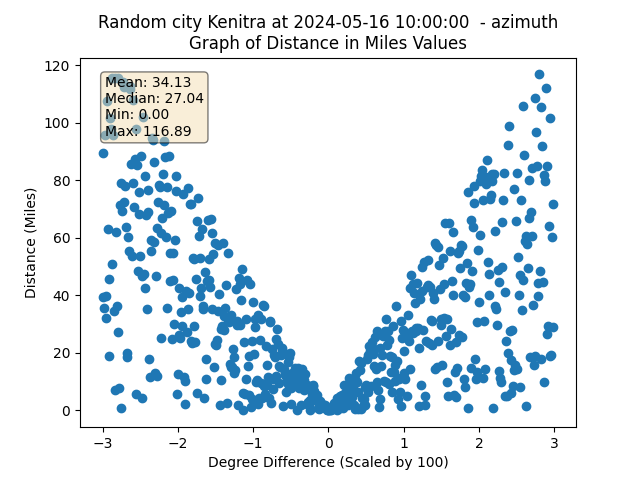 Random city Kenitra at 2024-05-16 10:00:00  - azimuth
Graph of Distance in Miles Values
Mean: 34.13
Median: 27.04
Min: 0.00
Max: 116.89
Distance (Miles)
120
100
80
60
40
20
0
−3
−2
−1
0
1
2
3
Degree Difference (Scaled by 100)